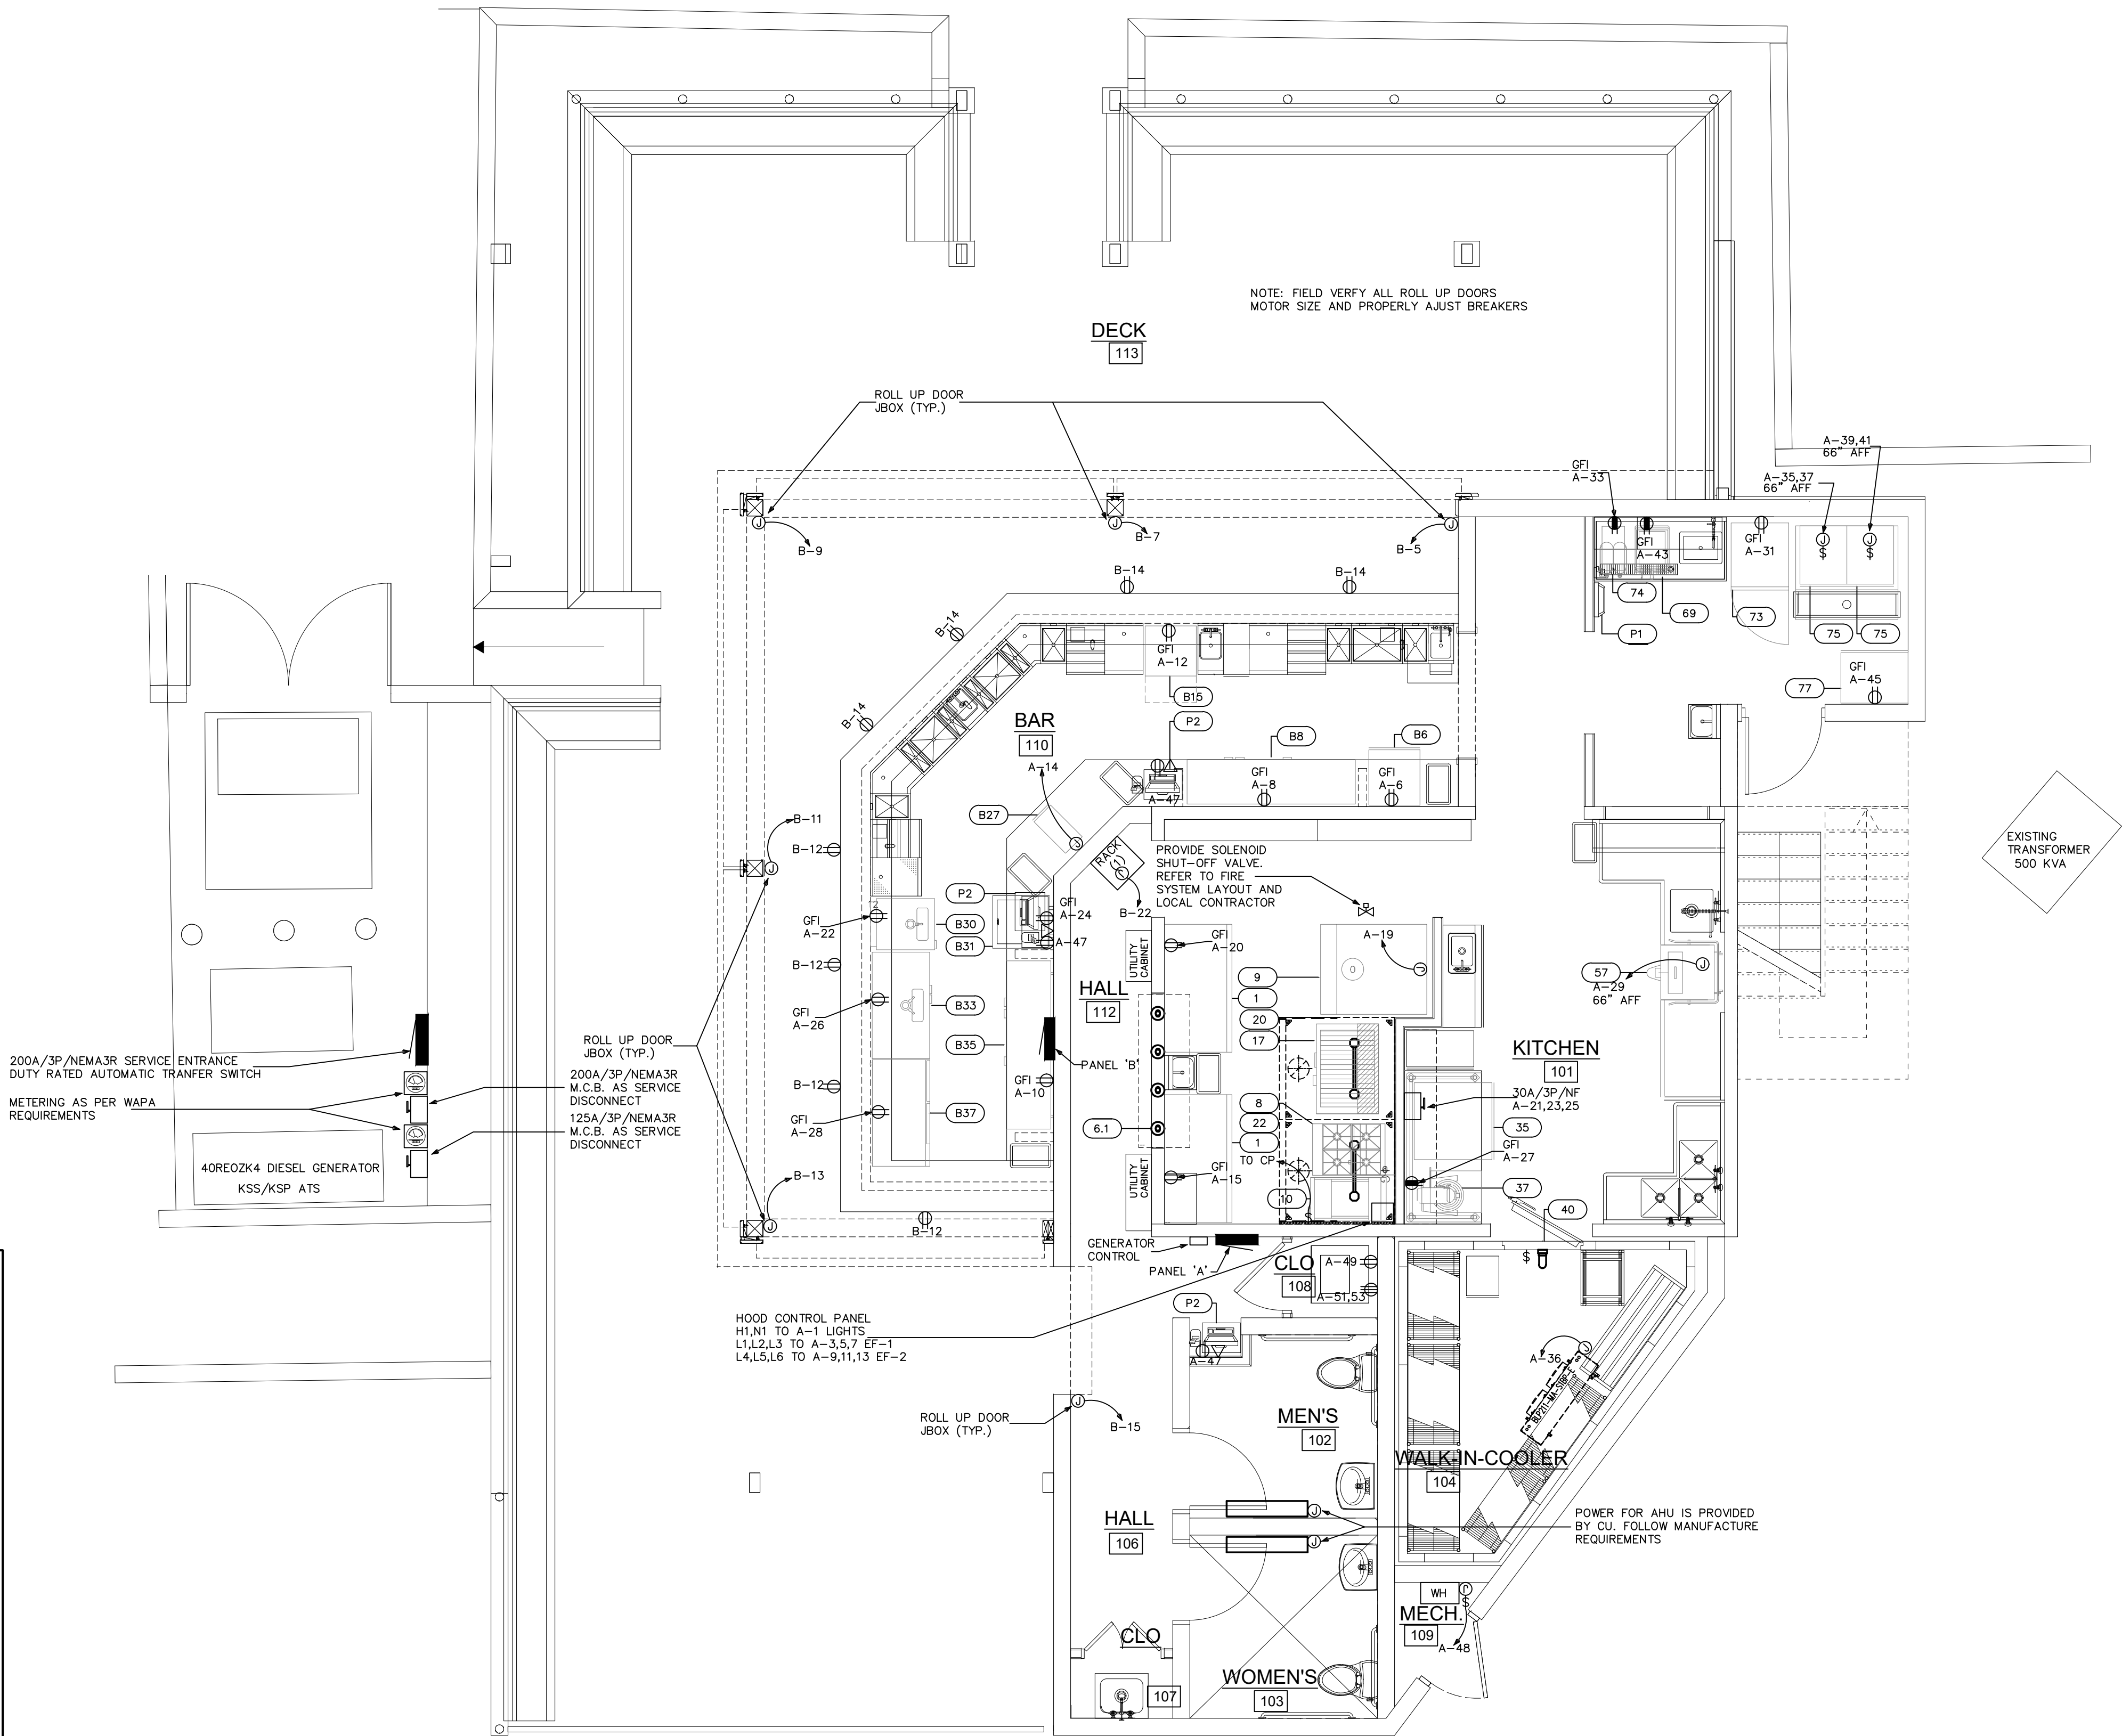 NOTE: FIELD VERFY ALL ROLL UP DOORS
MOTOR SIZE AND PROPERLY AJUST BREAKERS
DECK
113
ROLL UP DOOR
JBOX (TYP.)
A-39,41
66" AFF
GFI
A-33
A-35,37
66" AFF
B-9
B-7
B-5
GFI
A-43
GFI
A-31
J
J
J
J
J
$
$
B-14
B-14
B-14
B-14
74
69
73
P1
75
75
GFI
A-12
GFI
A-45
77
B15
P2
BAR
110
B8
B6
A-14
GFI
A-8
GFI
A-6
A-47
B27
J
B-11
B-12
J
RACK
(1)
J
B-22
PROVIDE SOLENOID
SHUT-OFF VALVE.
REFER TO FIRE
SYSTEM LAYOUT AND
LOCAL CONTRACTOR
EXISTING
TRANSFORMER
500 KVA
P2
GFI
A-24
GFI
A-22
B30
B31
A-47
UTILITY
CABINET
GFI
A-20
A-19
J
B-12
9
57
J
A-29
66" AFF
HALL
112
1
20
17
B33
GFI
A-26
ROLL UP DOOR
JBOX (TYP.)
B35
PANEL 'B'
KITCHEN
101
200A/3P/NEMA3R SERVICE ENTRANCE
DUTY RATED AUTOMATIC TRANFER SWITCH
200A/3P/NEMA3R
M.C.B. AS SERVICE
DISCONNECT
METERING AS PER WAPA
REQUIREMENTS
125A/3P/NEMA3R
M.C.B. AS SERVICE
DISCONNECT
B-12
GFI
A-10
30A/3P/NF
A-21,23,25
B37
GFI
A-28
8
22
1
6.1
35
GFI
A-27
TO CP
40REOZK4 DIESEL GENERATOR
KSS/KSP ATS
B-13
UTILITY
CABINET
GFI
A-15
10
37
40
J
B-12
GENERATOR
CONTROL
PANEL 'A'
CLO
108
A-49
A-51,53
$
P2
HOOD CONTROL PANEL
H1,N1 TO A-1 LIGHTS
L1,L2,L3 TO A-3,5,7 EF-1
L4,L5,L6 TO A-9,11,13 EF-2
A-47
A-36
J
BLP211-MA-S1BP-E
ROLL UP DOOR
JBOX (TYP.)
J
B-15
MEN'S
102
WALK-IN-COOLER
104
HALL
106
J
J
POWER FOR AHU IS PROVIDED
BY CU. FOLLOW MANUFACTURE
REQUIREMENTS
WH
J
$
MECH.
109
A-48
CLO
107
WOMEN'S
103